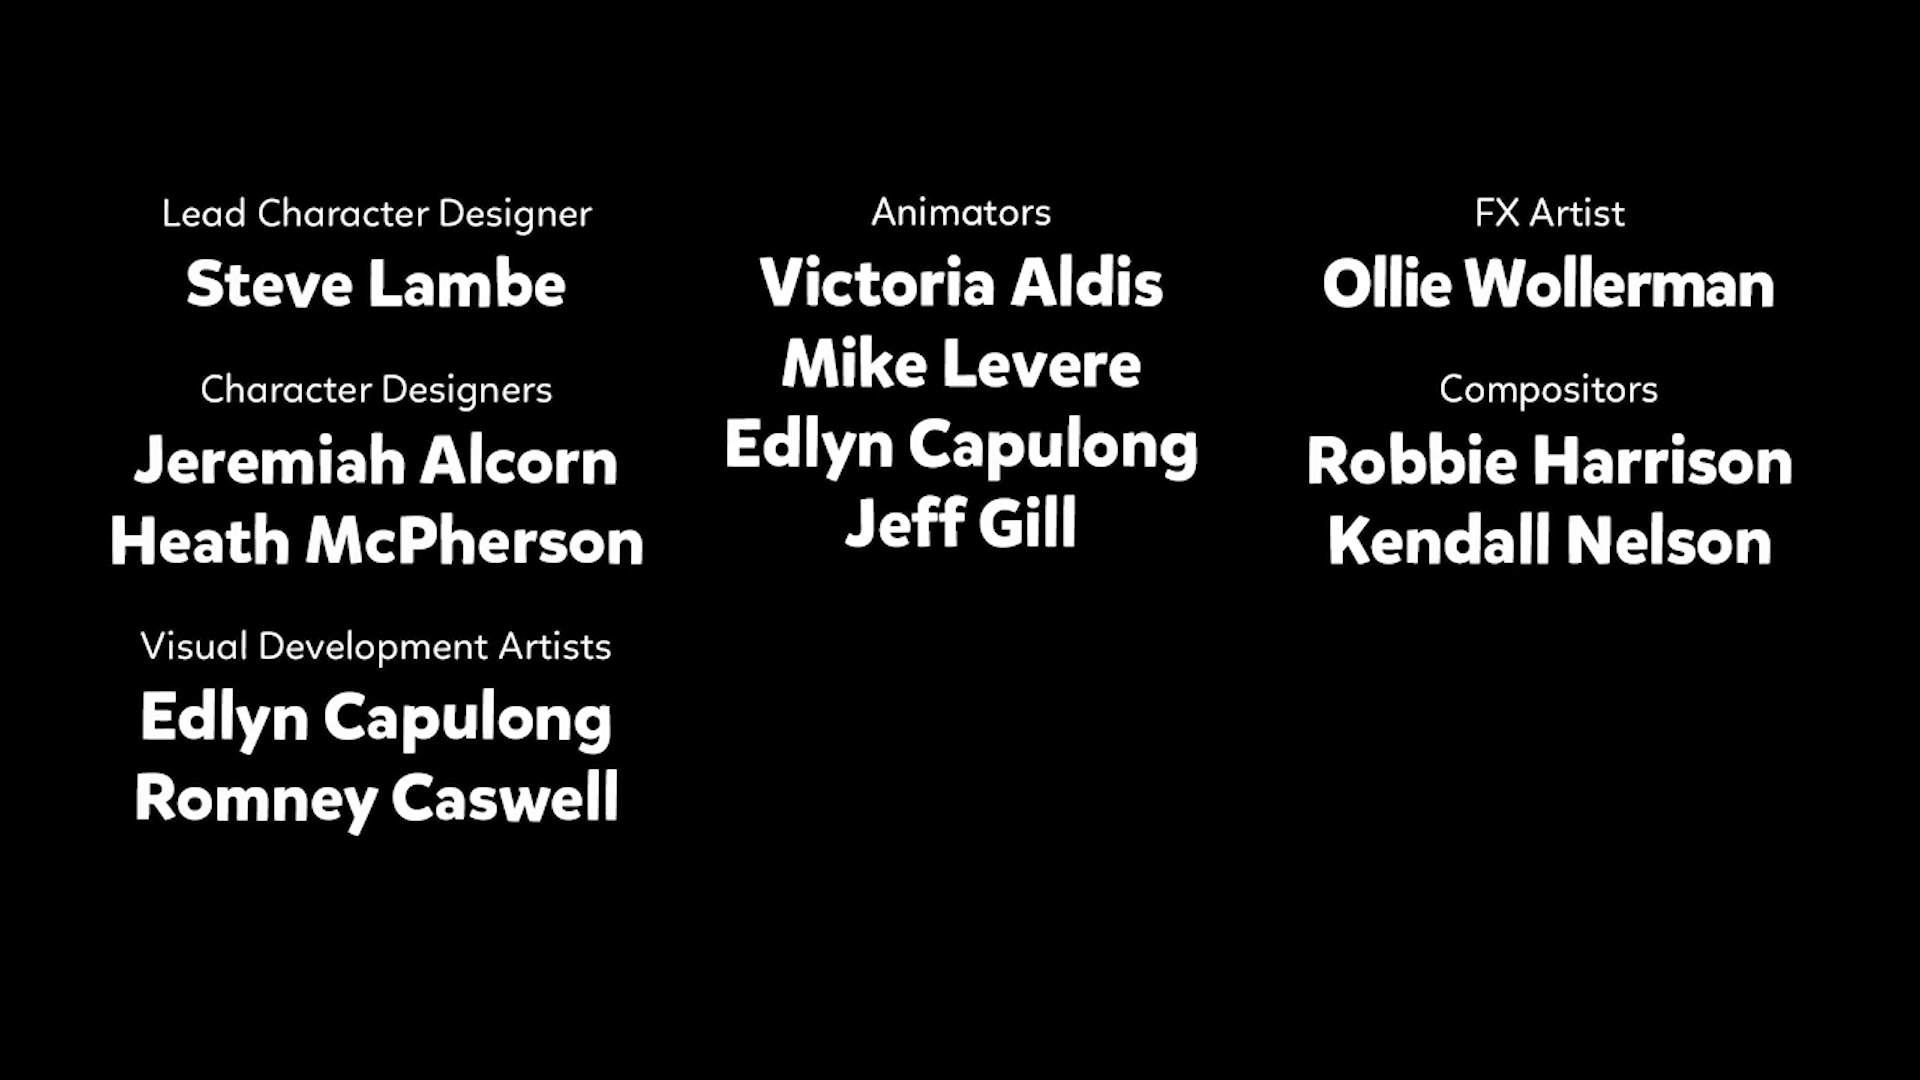 Lead Character Designer
Steve Lambe
Character Designers
Jeremiah Alcorn
Heath McPherson
Visual Development Artists
Edlyn Capulong
Romney Caswell
Animators
Victoria Aldis
Mike Levere
Edlyn Capulong
Jeff Gill
FX Artist
Ollie Wollerman
Compositors
Robbie Harrison
Kendall Nelson